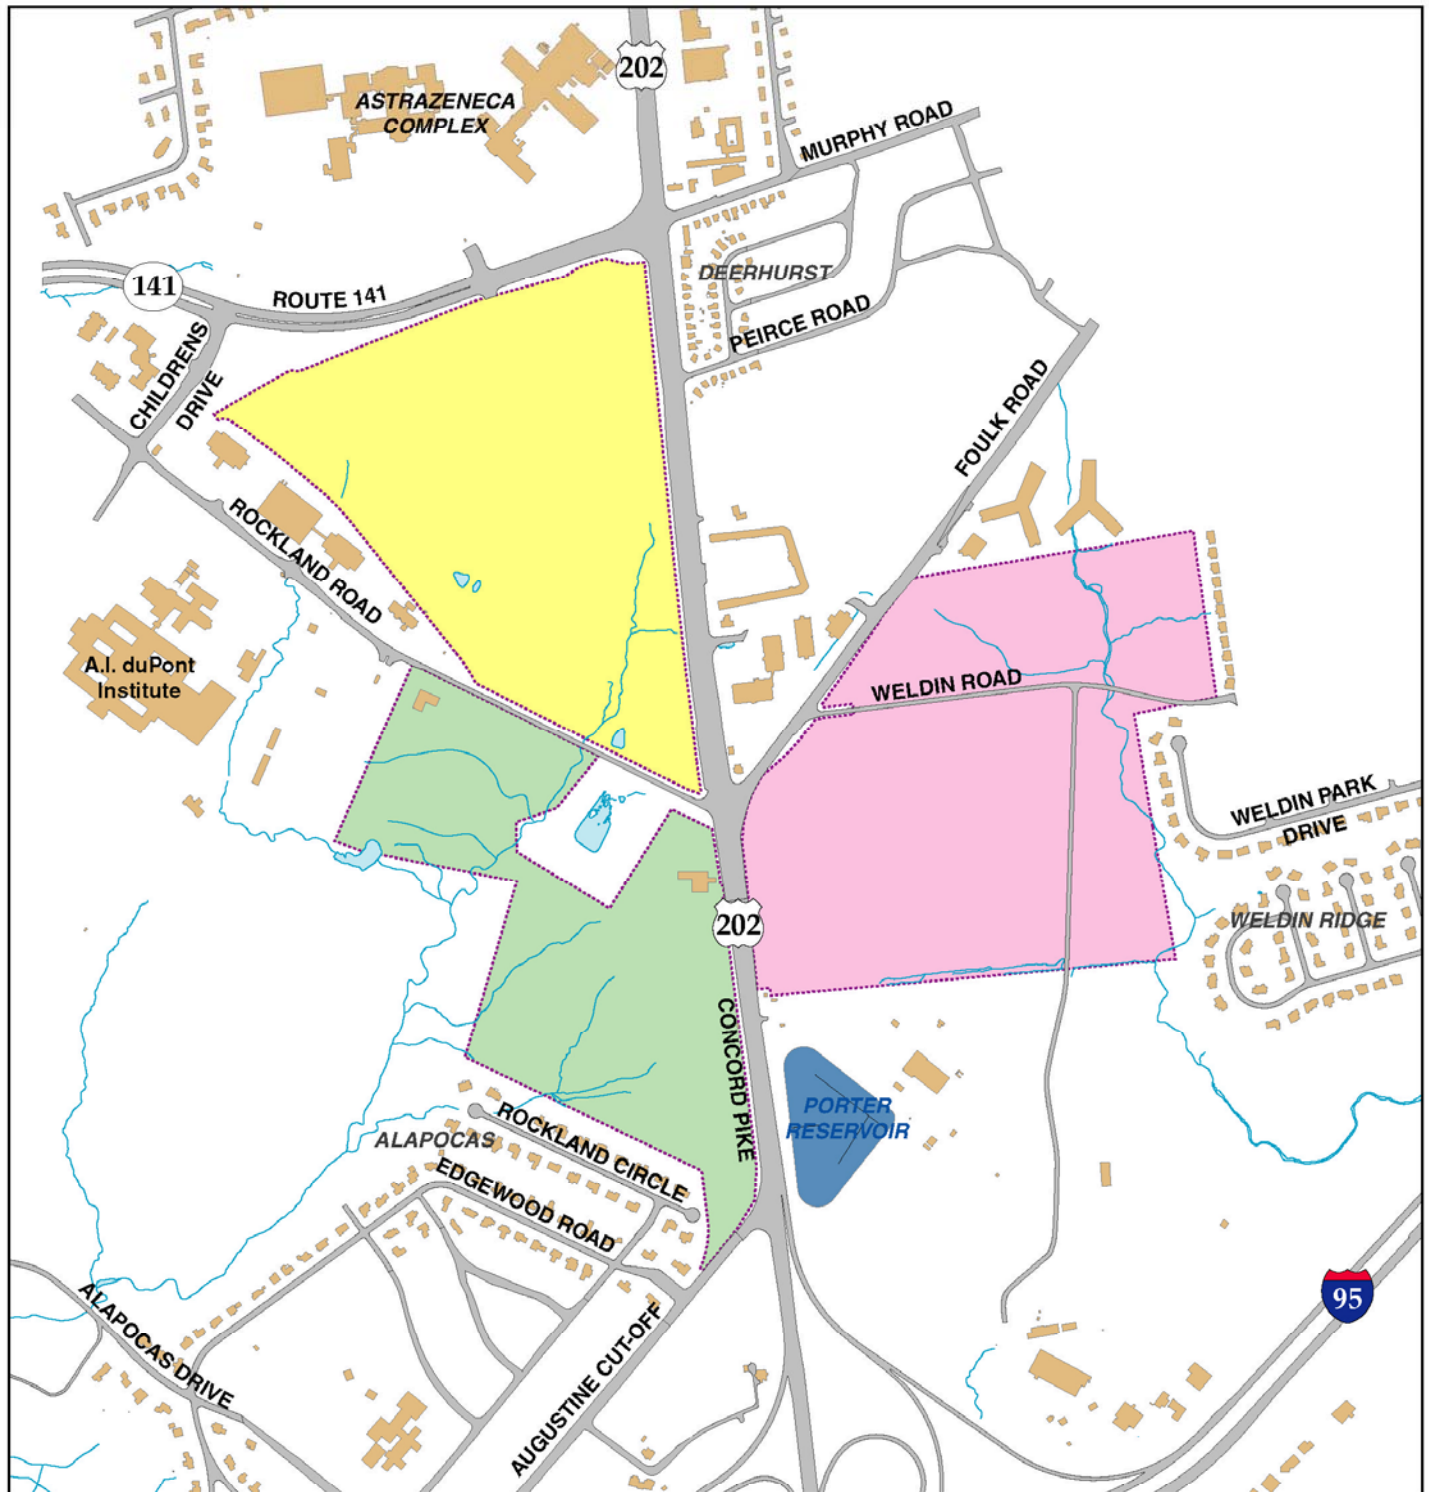 202
ASTRAZENECA
COMPLEX
MURPHY ROAD
DEERHURST
141
ROUTE 141
PEIRCE ROAD
CHILDRENS
DRIVE
FOULK ROAD
ROCKLAND ROAD
A.I. duPont
Institute
WELDIN ROAD
WELDIN PARK
DRIVE
202
WELDIN RIDGE
CONCORD PIKE
PORTER
RESERVOIR
ROCKLAND CIRCLE
ALAPOCAS
EDGEWOOD ROAD
95
ALAPOCAS DRIVE
AUGUSTINE CUT-OFF